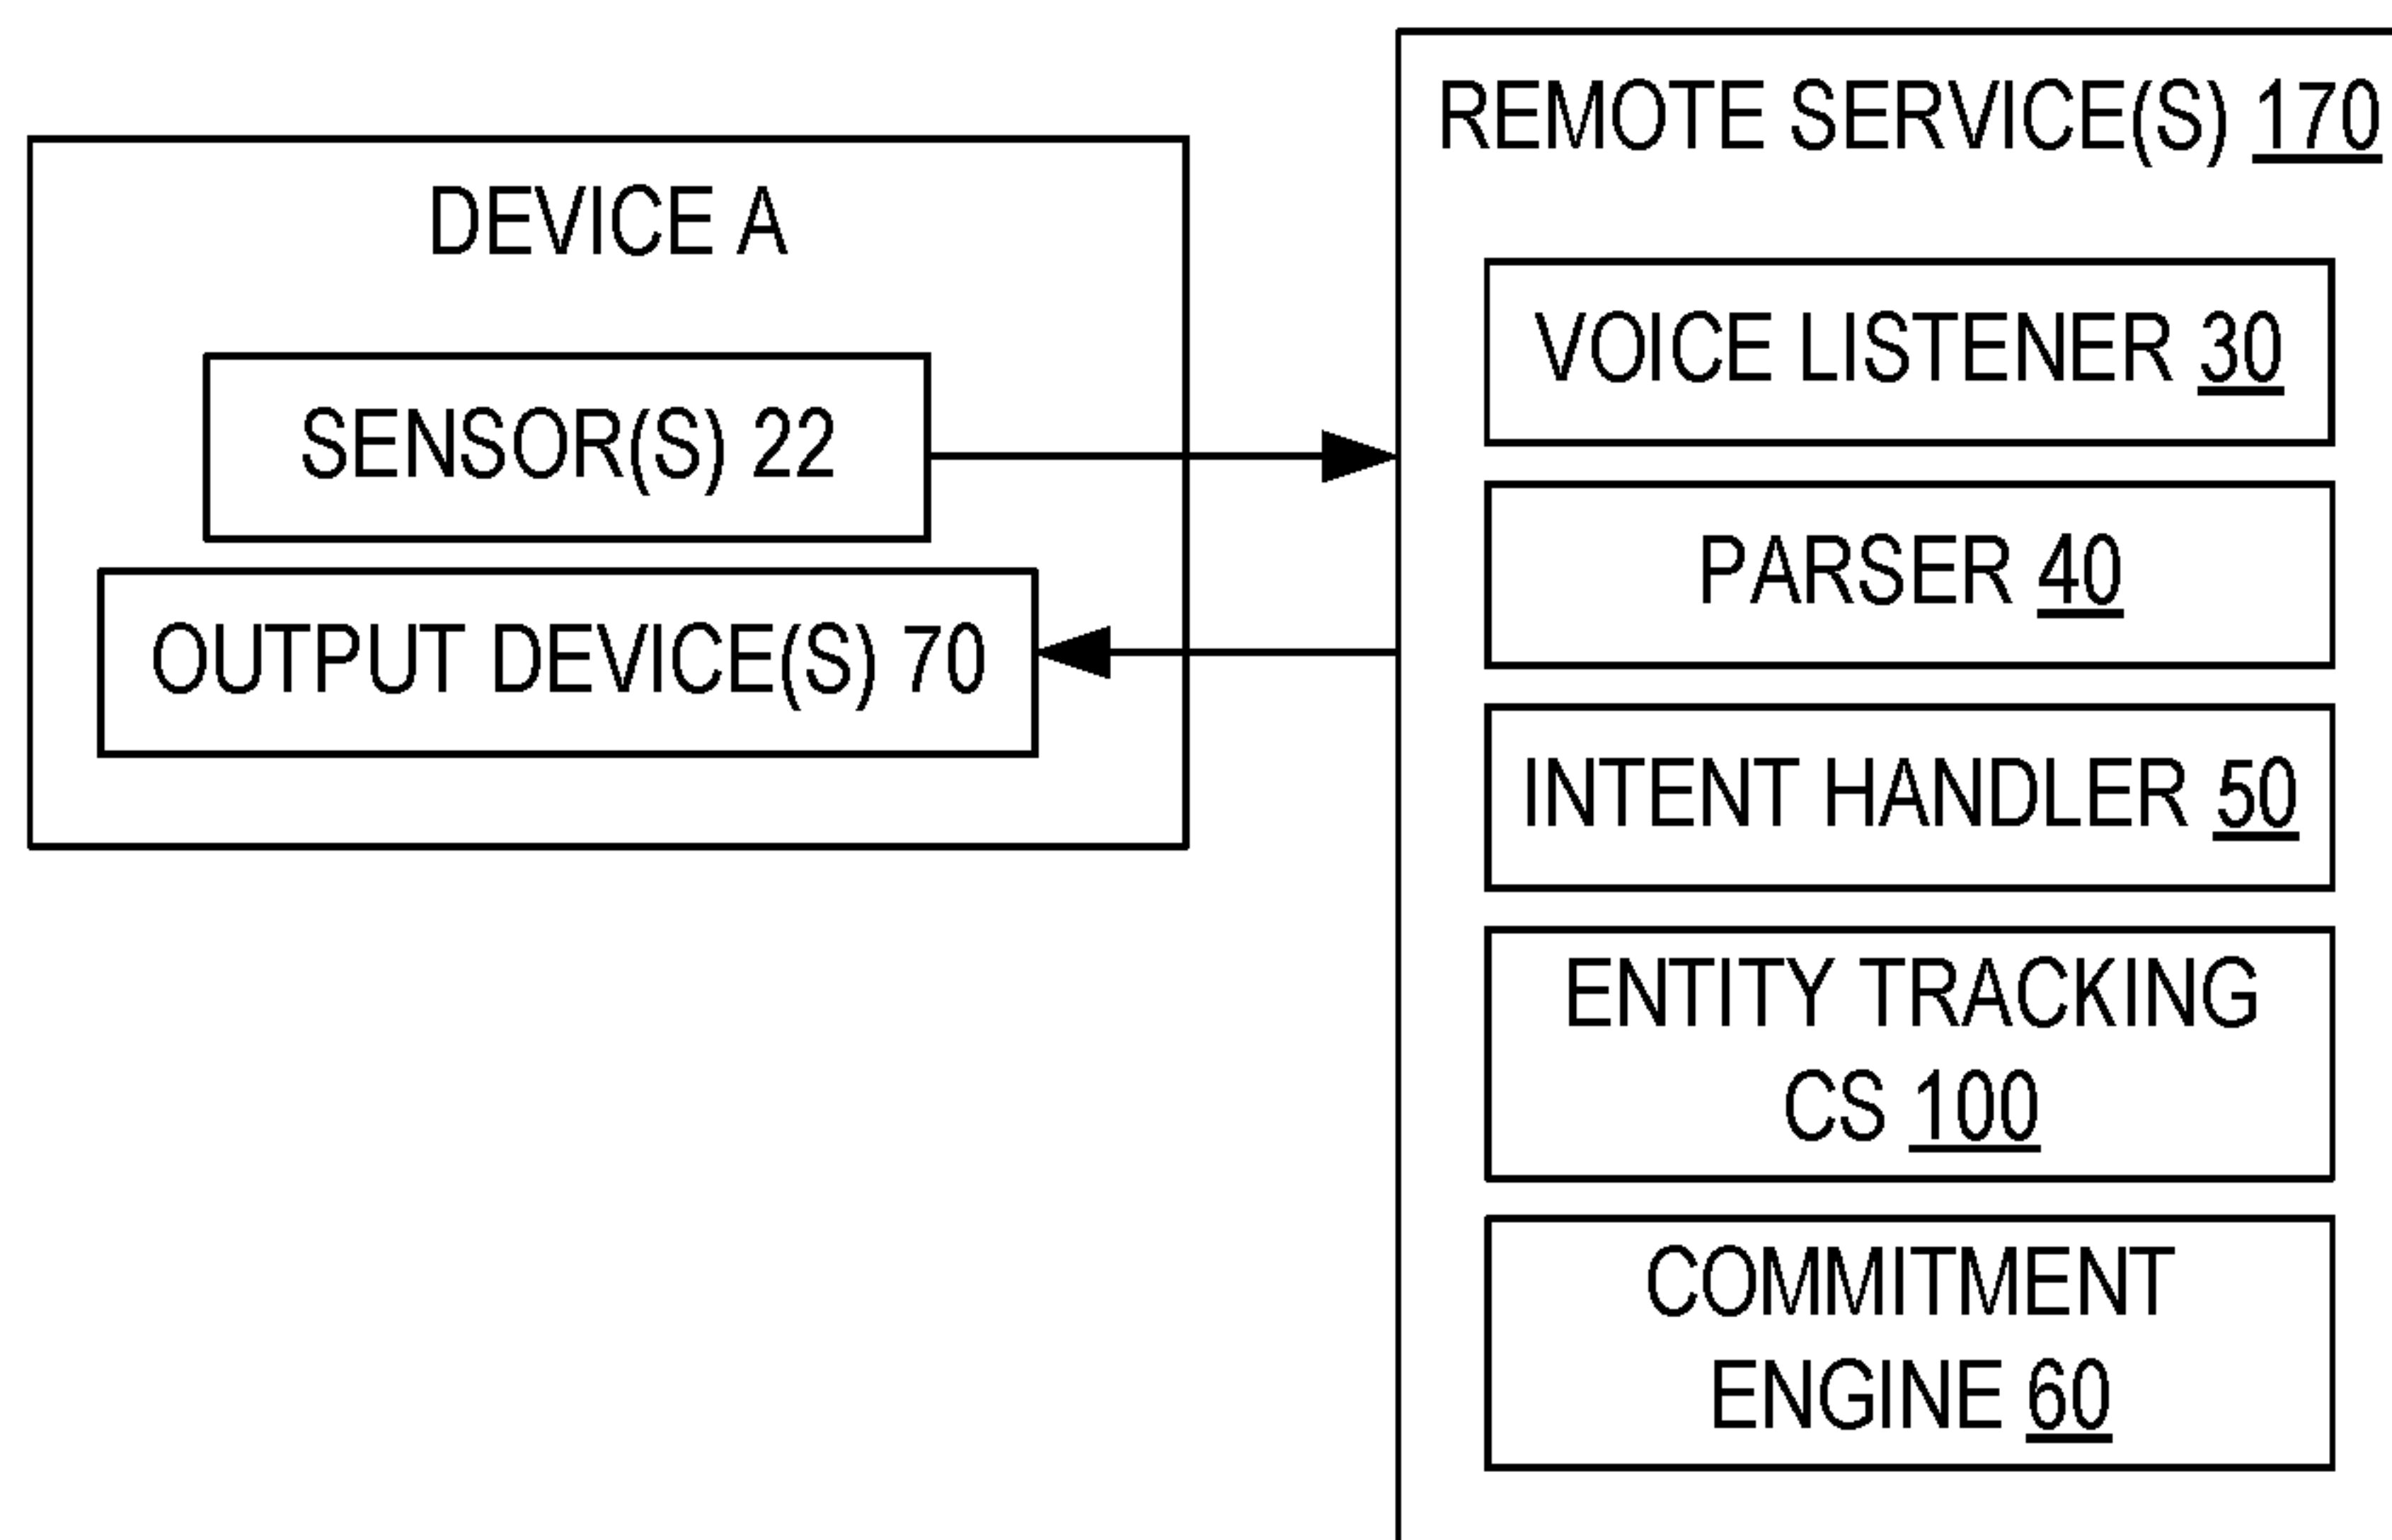 DEVICE A
SENSOR(S) 22
OUTPUT DEVICE(S) 70
REMOTE SERVICE(S) 170
VOICE LISTENER 30
PARSER 40
INTENT HANDLER 50
ENTITY TRACKING
CS 100
COMMITMENT
ENGINE 60